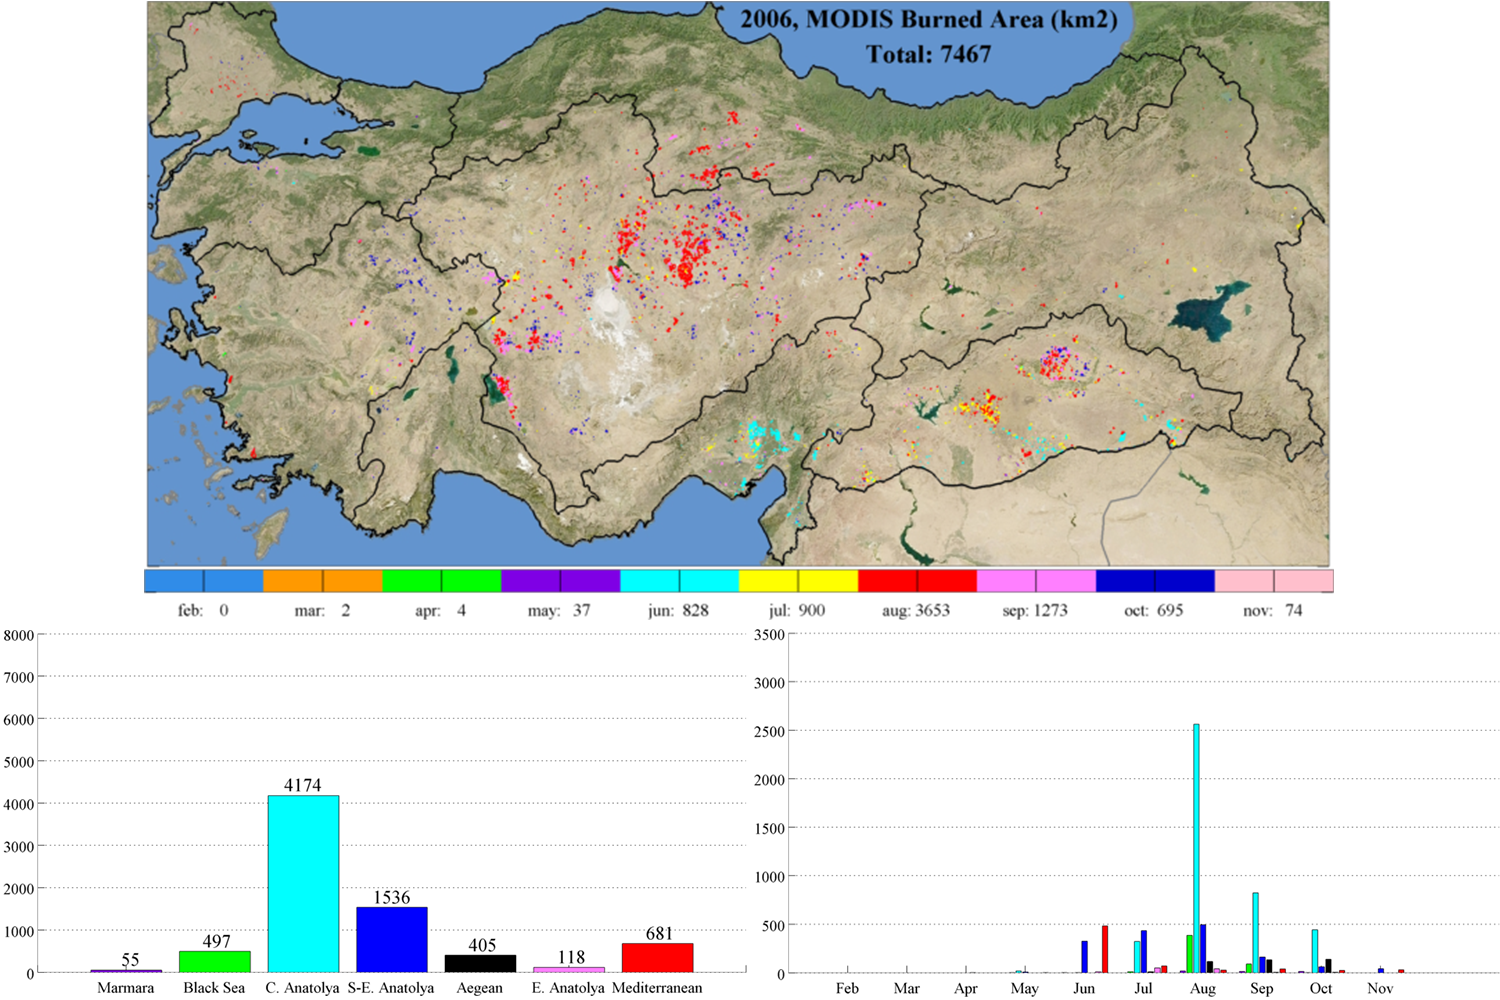 2006, MODIS Burned Area (km2)
Total: 7467
feb: 0 mar: 2 apr: 4 may: 37 jun: 828 jul: 900 aug: 3653 sep: 1273 oct: 695 nov: 74
8000
7000
6000
5000
4000
3000
2000
1000
0
55 497 4174 1536 405 118 681
Marmara Black Sea C. Anatolya S-E. Anatolya Aegean E. Anatolya Mediterranean
3500
3000
2500
2000
1500
1000
500
0
Feb Mar Apr May Jun Jul Aug Sep Oct Nov